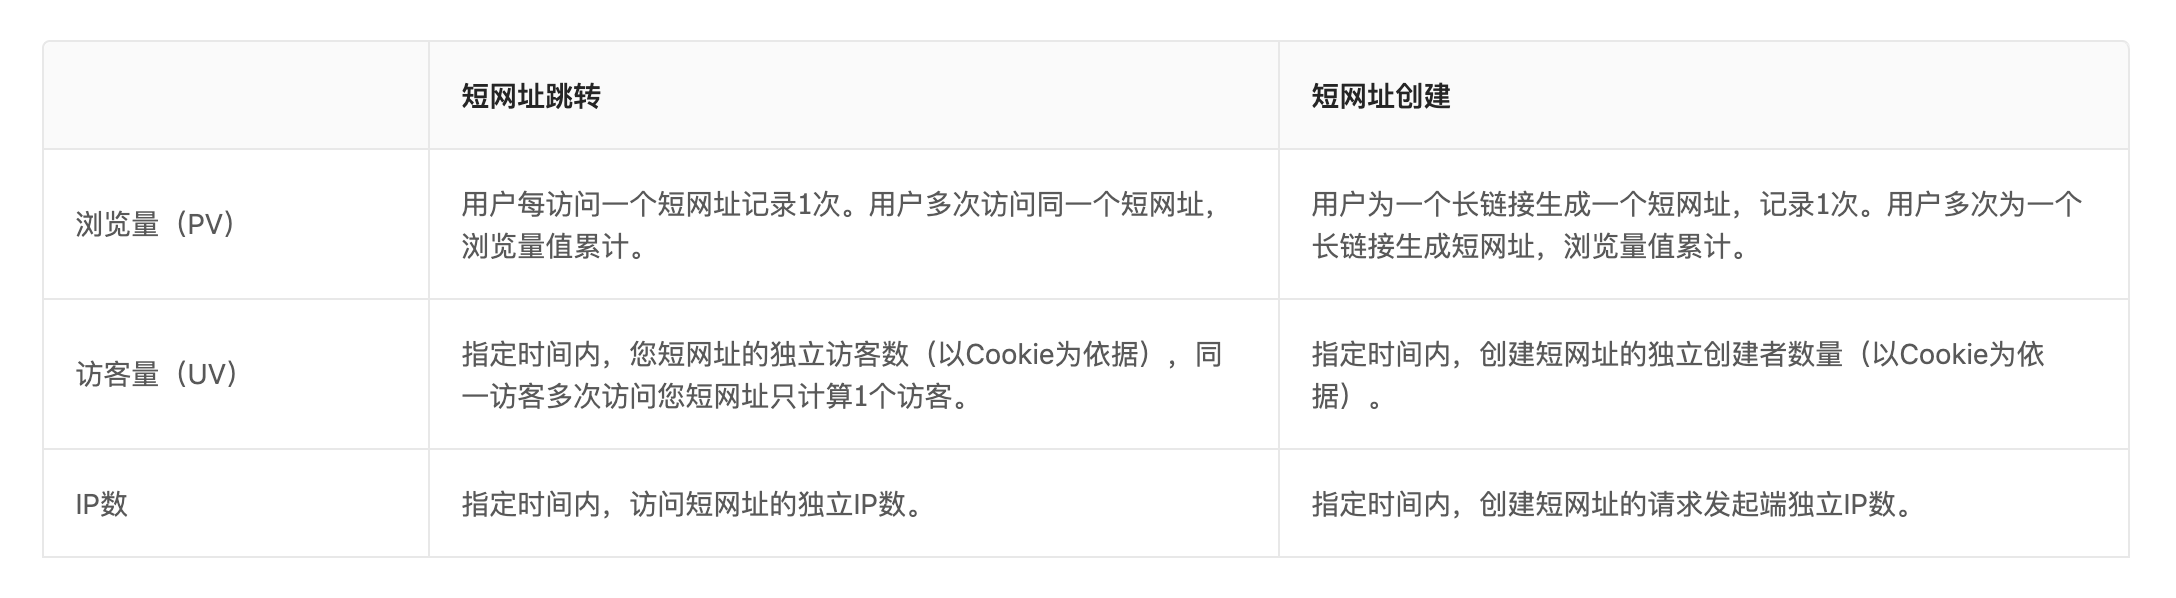 短网址跳转
短网址创建
浏览量（PV）
用户每访问一个短网址记录1次。用户多次访问同一个短网址，
浏览量值累计。
用户为一个长链接生成一个短网址，记录1次。用户多次为一个
长链接生成短网址，浏览量值累计。
访客量（UV）
指定时间内，您短网址的独立访客数（以Cookie为依据），同
一访客多次访问您短网址只计算1个访客。
指定时间内，创建短网址的独立创建者数量（以Cookie为依
据）。
IP数
指定时间内，访问短网址的独立IP数。
指定时间内，创建短网址的请求发起端独立IP数。